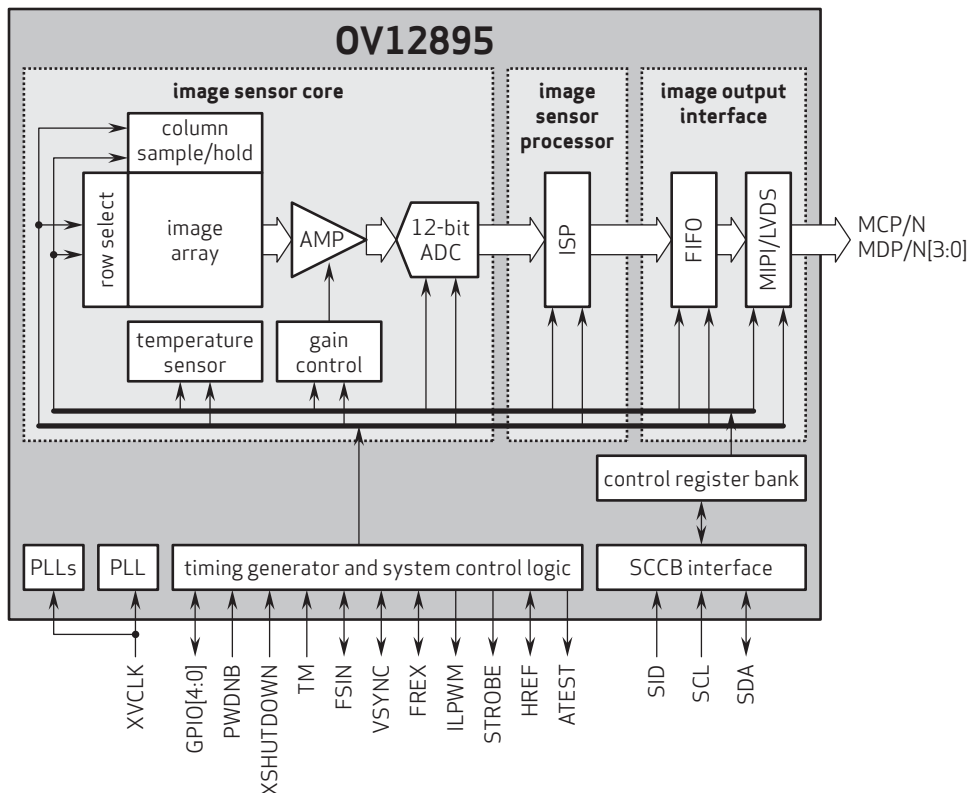 OV12895
image sensor core
image
sensor
processor
image output
interface
column
sample/hold
row select
image
array
AMP
12-bit
ADC
ISP
FIFO
MIPI/LVDS
MCP/N
MDP/N[3:0]
temperature
sensor
gain
control
control register bank
PLLs
PLL
timing generator and system control logic
SCCB interface
XVCLK
GPIO[4:0]
PWDNB
XSHUTDOWN
TM
FSIN
VSYNC
FREX
ILPWM
STROBE
HREF
ATEST
SID
SCL
SDA